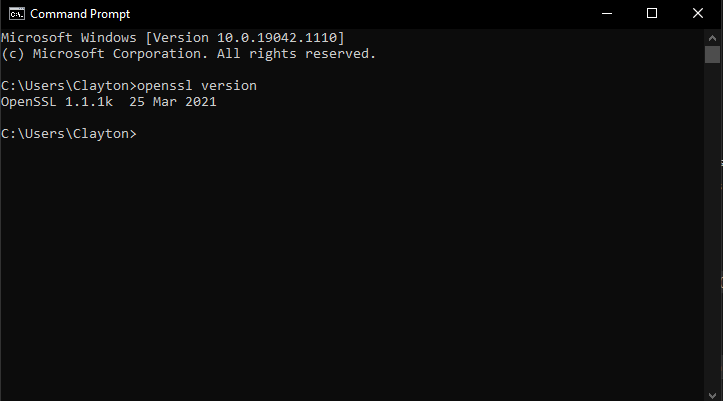 Command Prompt
Microsoft Windows [Version 10.0.19042.1110]
(c) Microsoft Corporation. All rights reserved.
C:\Users\Clayton>openssl version
OpenSSL 1.1.1k  25 Mar 2021
C:\Users\Clayton>